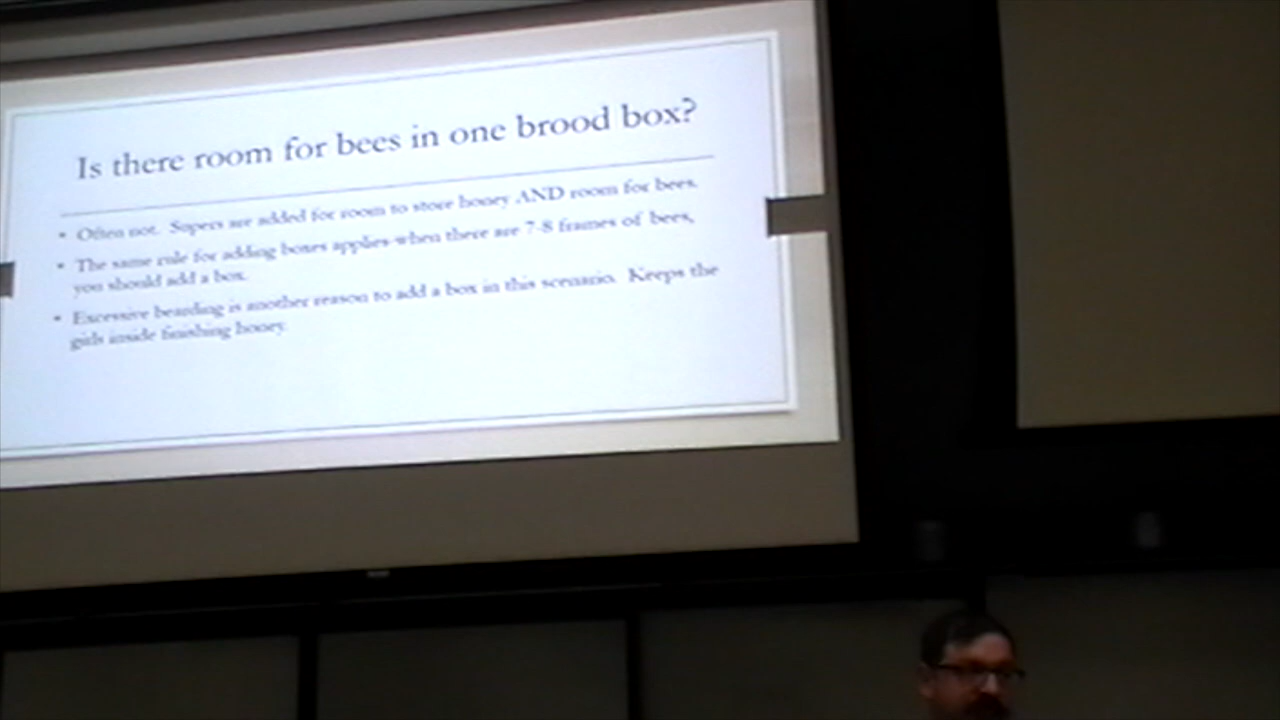 Is there room for bees in one brood box?
• Often not. Supers are added for room to store honey AND room for bees.
• The same rule for adding boxes applies-when there are 7-8 frames of bees,
you should add a box.
• Excessive bearding is another reason to add a box in this scenario. Keeps the
girls inside finishing honey.